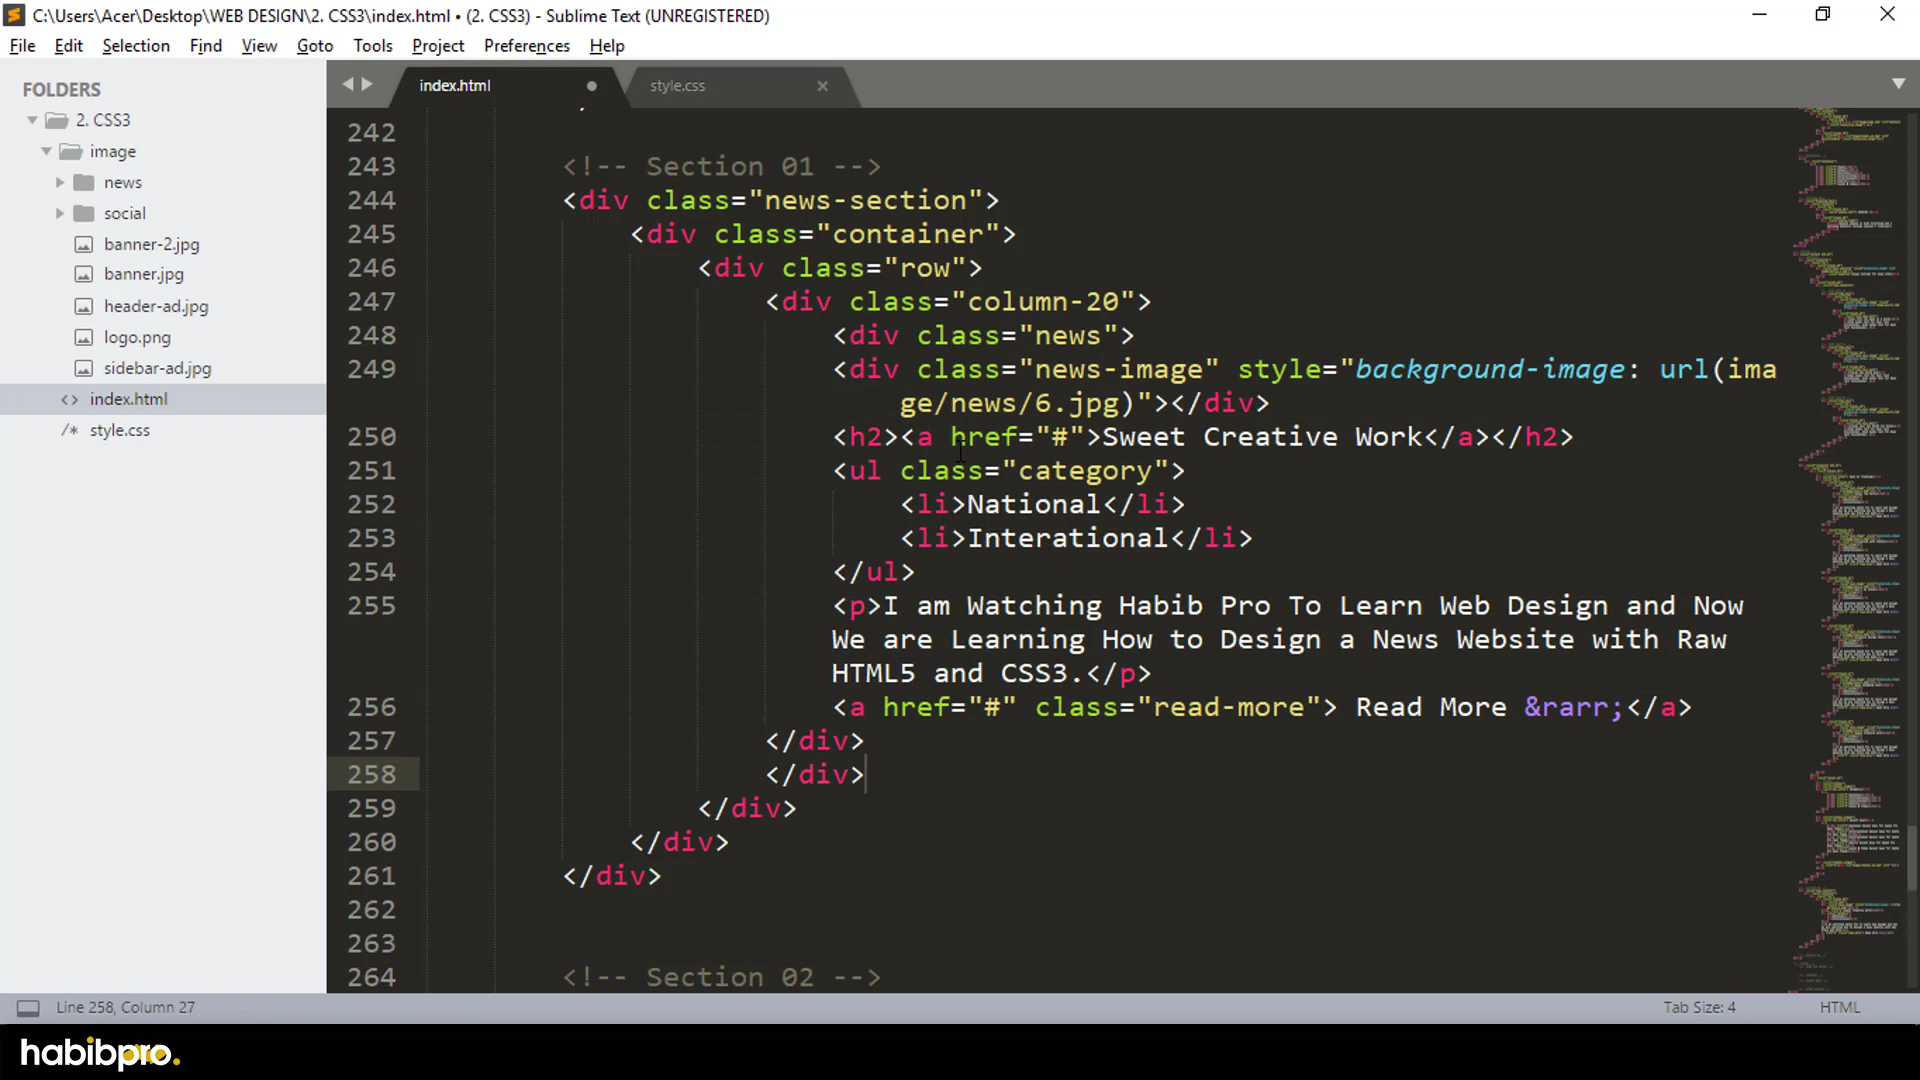 C:\Users\Acer\Desktop\WEB DESIGN\2. CSS3\index.html • (2. CSS3) - Sublime Text (UNREGISTERED)
File Edit Selection Find View Goto Tools Project Preferences Help
FOLDERS
2. CSS3
image
news
social
banner-2.jpg
banner.jpg
header-ad.jpg
logo.png
sidebar-ad.jpg
<> index.html
/* style.css
index.html style.css
242
243 <!-- Section 01 -->
244 <div class="news-section">
245 <div class="container">
246 <div class="row">
247 <div class="column-20">
248 <div class="news">
249 <div class="news-image" style="background-image: url(ima
ge/news/6.jpg)"></div>
250 <h2><a href="#">Sweet Creative Work</a></h2>
251 <ul class="category">
252 <li>National</li>
253 <li>Interational</li>
254 </ul>
255 <p>I am Watching Habib Pro To Learn Web Design and Now
We are Learning How to Design a News Website with Raw
HTML5 and CSS3.</p>
256 <a href="#" class="read-more"> Read More &rarr;</a>
257 </div>
258 </div>
259 </div>
260 </div>
261 </div>
262
263
264 <!-- Section 02 -->
Line 258, Column 27 Tab Size: 4 HTML
habibpro.